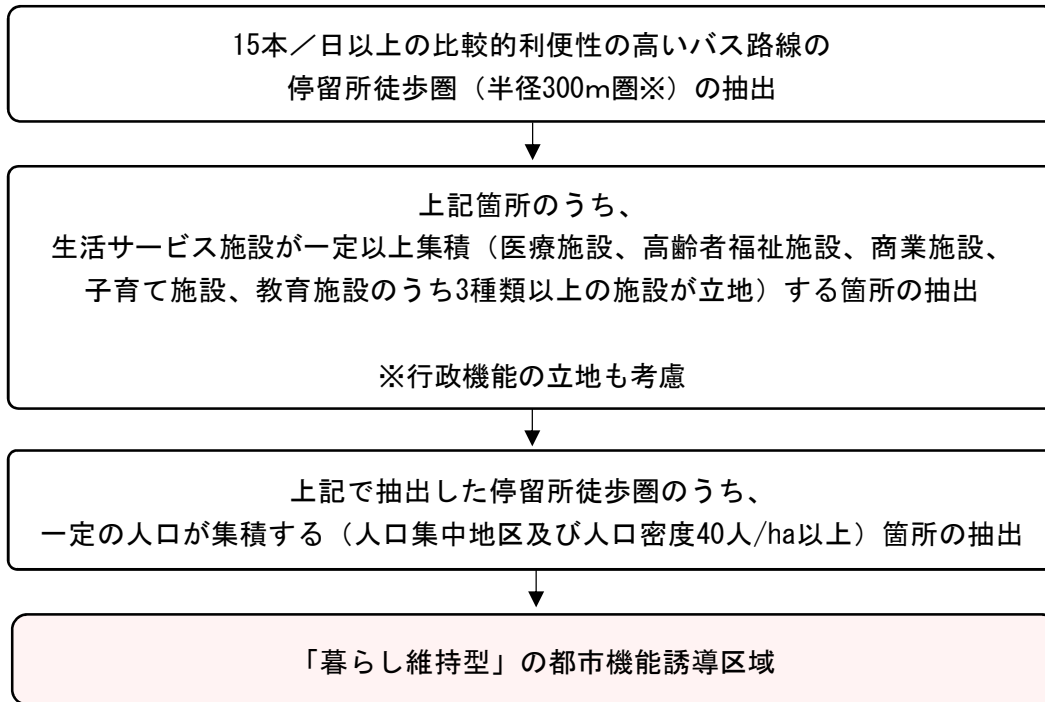 15本／日以上の比較的利便性の高いバス路線の
停留所徒歩圏（半径300ｍ圏※）の抽出
上記箇所のうち、
生活サービス施設が一定以上集積（医療施設、高齢者福祉施設、商業施設、
子育て施設、教育施設のうち3種類以上の施設が立地）する箇所の抽出
※行政機能の立地も考慮
上記で抽出した停留所徒歩圏のうち、
一定の人口が集積する（人口集中地区及び人口密度40人/ha以上）箇所の抽出
「暮らし維持型」の都市機能誘導区域